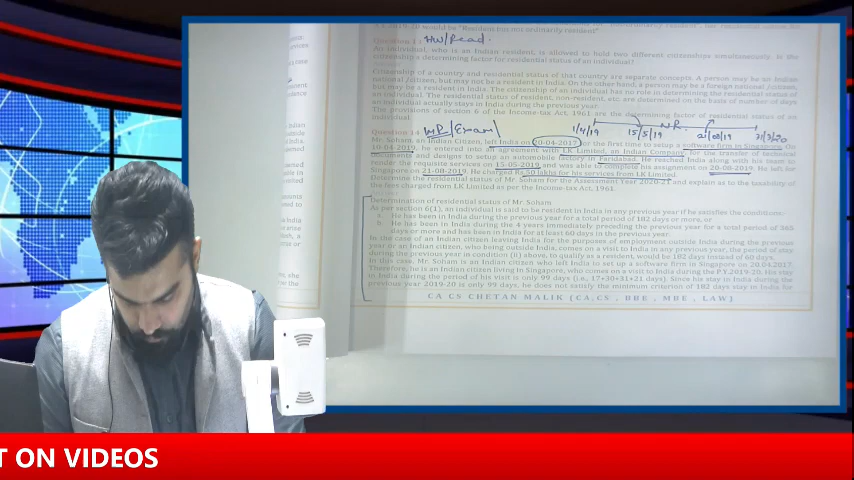 P.Y. 2019-20 would be "Resident but not ordinarily resident".
Question 13 HW/Read.
An individual, who is an Indian resident, is allowed to hold two different citizenships simultaneously. Is the
citizenship a determining factor for residential status of an individual?
Citizenship of a country and residential status of that country are separate concepts. A person may be an Indian
national /citizen, but may not be a resident in India. On the other hand, a person may be a foreign national /citizen,
but may be a resident in India. The citizenship of an individual has no role in determining the residential status of
an individual. The residential status of resident, non-resident, etc are determined on the basis of number of days
an individual actually stays in India during the previous year.
The provisions of section 6 of the Income-tax Act, 1961 are the determining factor of residential status of an
individual.
1/4/19 15/5/19 N.R. 21/08/19 31/3/20
Question 14 IMP/Exam
Mr. Soham, an Indian Citizen, left India on 20-04-2017 for the first time to setup a software firm in Singapore. On
10-04-2019, he entered into an agreement with LK Limited, an Indian Company, for the transfer of technical
documents and designs to setup an automobile factory in Faridabad. He reached India along with his team to
render the requisite services on 15-05-2019 and was able to complete his assignment on 20-08-2019. He left for
Singapore on 21-08-2019. He charged Rs 50 lakhs for his services from LK Limited.
Determine the residential status of Mr. Soham for the Assessment Year 2020-21 and explain as to the taxability of
the fees charged from LK Limited as per the Income-tax Act, 1961.
Determination of residential status of Mr. Soham
As per section 6(1), an individual is said to be resident in India in any previous year if he satisfies the conditions:-
a. He has been in India during the previous year for a total period of 182 days or more, or
b. He has been in India during the 4 years immediately preceding the previous year for a total period of 365
days or more and has been in India for at least 60 days in the previous year.
In the case of an Indian citizen leaving India for the purposes of employment outside India during the previous
year or an Indian citizen, who being outside India, comes on a visit to India in any previous year, the period of stay
during the previous year in condition (ii) above, to qualify as a resident, would be 182 days instead of 60 days.
In this case, Mr. Soham is an Indian citizen who left India to set up a software firm in Singapore on 20.04.2017.
Therefore, he is an Indian citizen living in Singapore, who comes on a visit to India during the P.Y.2019-20. His stay
in India during the period of his visit is only 99 days (i.e., 17+30+31+21 days). Since his stay in India during the
previous year 2019-20 is only 99 days, he does not satisfy the minimum criterion of 182 days stay in India for
CA CS CHETAN MALIK [CA,CS , BBE , MBE , LAW]
T ON VIDEOS